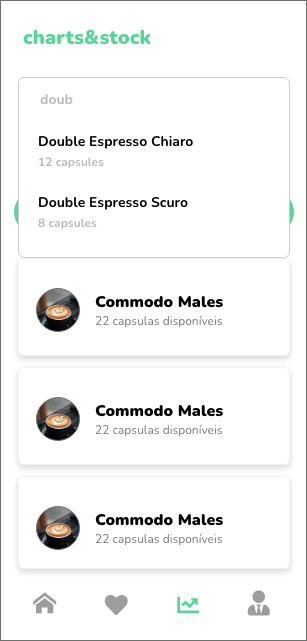 charts&stock
doub
Double Espresso Chiaro
12 capsules
Double Espresso Scuro
8 capsules
Commodo Males
22 capsulas disponíveis
Commodo Males
22 capsulas disponíveis
Commodo Males
22 capsulas disponíveis